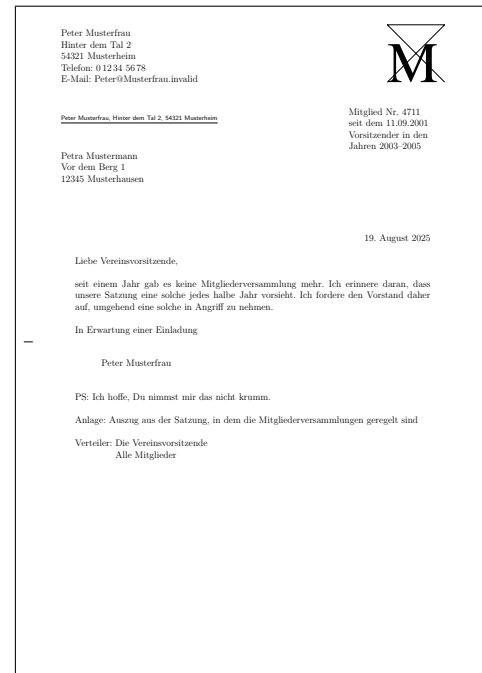 Peter Musterfrau
Hinter dem Tal 2
54321 Musterheim
Telefon: 0 12 34 56 78
E-Mail: Peter@Musterfrau.invalid
M
Peter Musterfrau, Hinter dem Tal 2, 54321 Musterheim
Mitglied Nr. 4711
seit dem 11.09.2001
Vorsitzender in den
Jahren 2003–2005
Petra Mustermann
Vor dem Berg 1
12345 Musterhausen
19. August 2025
Liebe Vereinsvorsitzende,
seit einem Jahr gab es keine Mitgliederversammlung mehr. Ich erinnere daran, dass
unsere Satzung eine solche jedes halbe Jahr vorsieht. Ich fordere den Vorstand daher
auf, umgehend eine solche in Angriff zu nehmen.
In Erwartung einer Einladung
Peter Musterfrau
PS: Ich hoffe, Du nimmst mir das nicht krumm.
Anlage: Auszug aus der Satzung, in dem die Mitgliederversammlungen geregelt sind
Verteiler: Die Vereinsvorsitzende
Alle Mitglieder